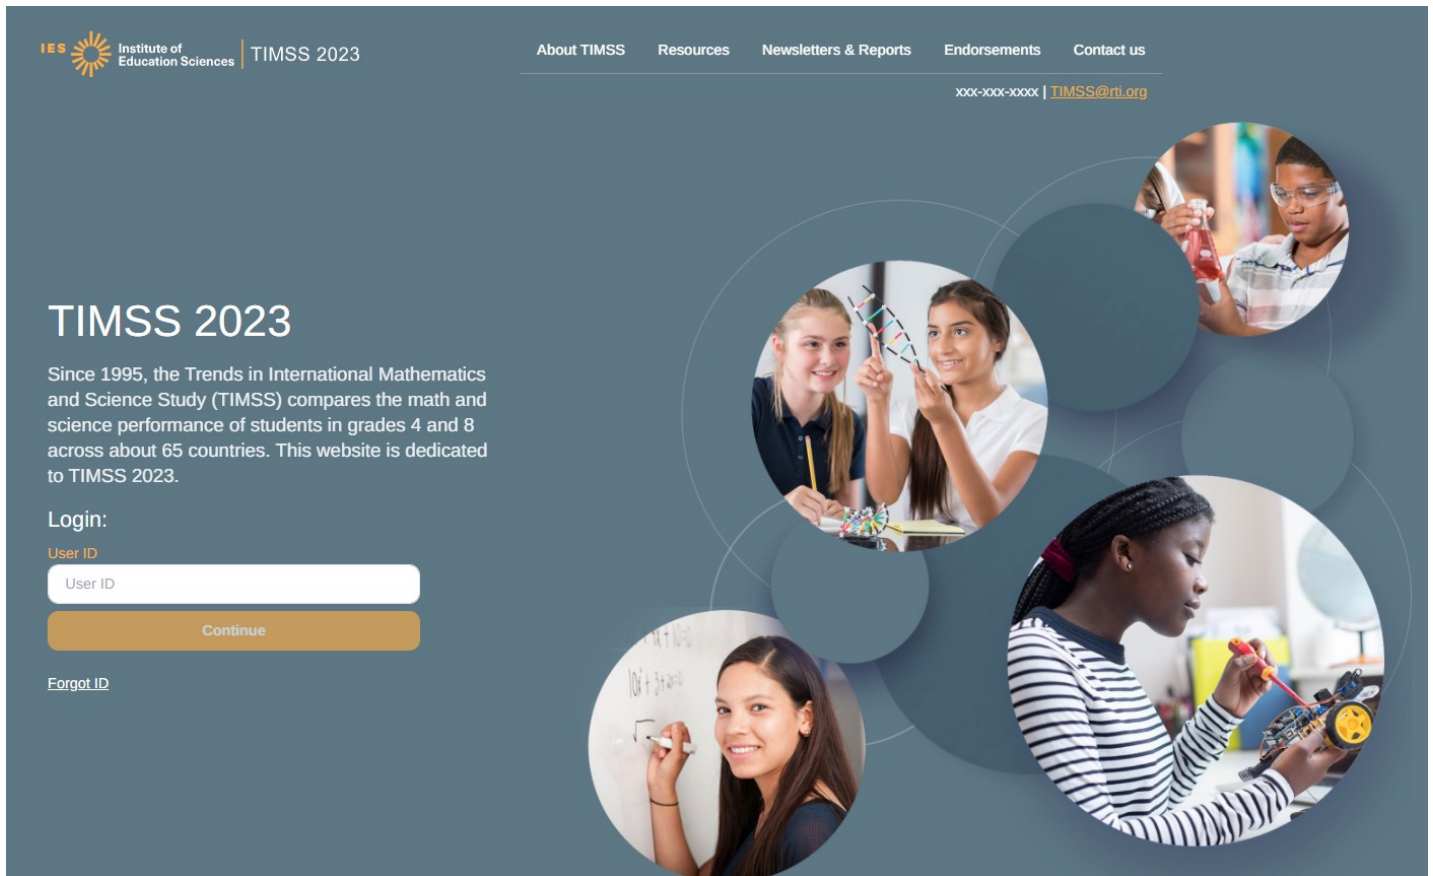 IES Institute of
Education Sciences
TIMSS 2023
About TIMSS Resources Newsletters & Reports Endorsements Contact us
xxx-xxx-xxxx | TIMSS@rti.org
TIMSS 2023
Since 1995, the Trends in International Mathematics
and Science Study (TIMSS) compares the math and
science performance of students in grades 4 and 8
across about 65 countries. This website is dedicated
to TIMSS 2023.
Login:
User ID
User ID
Continue
Forgot ID